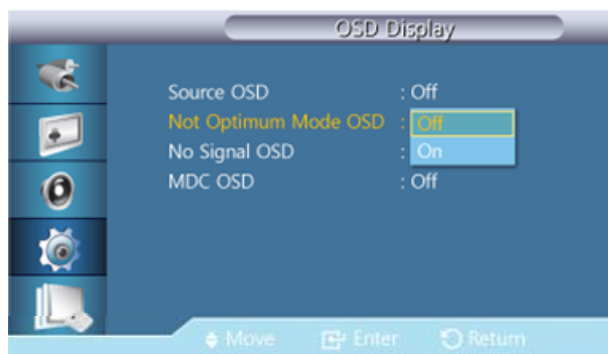 OSD Display
Source OSD : Off
Not Optimum Mode OSD : Off
No Signal OSD : On
MDC OSD : Off
Move Enter Return